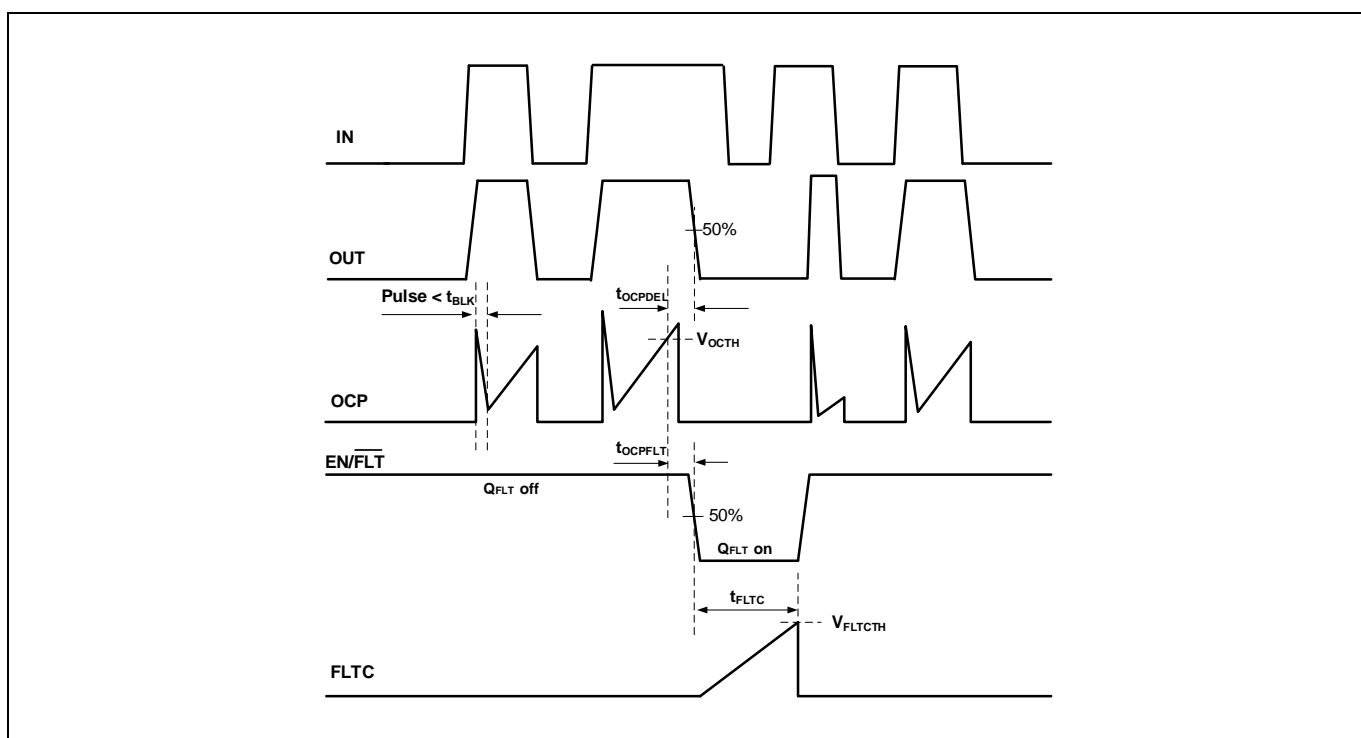 IN
50%
OUT
Pulse < tBLK
tOCPDEL
VOCTH
OCP
tOCPFLT
EN/FLT
QFLT off
50%
QFLT on
tFLTC
VFLTCTH
FLTC